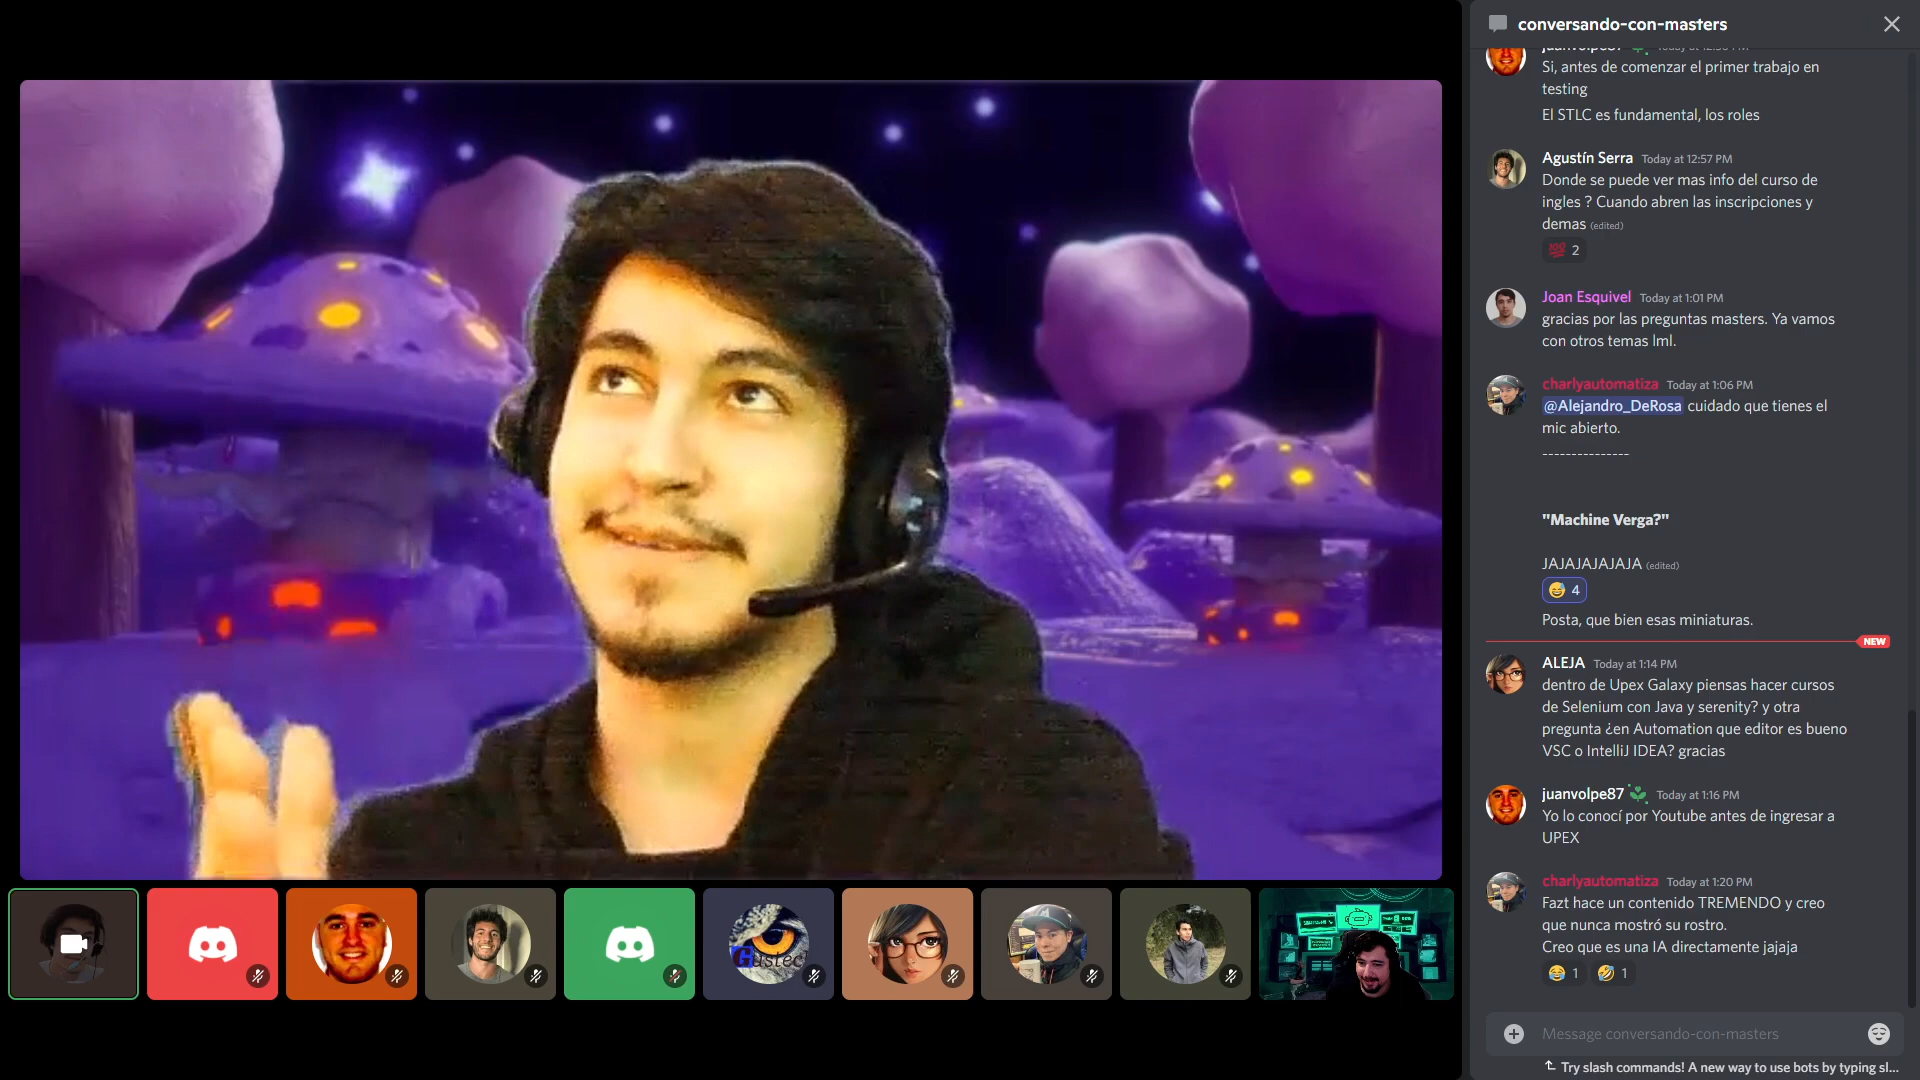 conversando-con-masters
juanvolpe87
Si, antes de comenzar el primer trabajo en
testing
El STLC es fundamental, los roles
Agustín Serra Today at 12:57 PM
Donde se puede ver mas info del curso de
ingles ? Cuando abren las inscripciones y
demas (edited)
2
Joan Esquivel Today at 1:01 PM
gracias por las preguntas masters. Ya vamos
con otros temas lml.
charlyautomatiza Today at 1:06 PM
@Alejandro_DeRosa cuidado que tienes el
mic abierto.
---------------
"Machine Verga?"
JAJAJAJAJAJA (edited)
4
Posta, que bien esas miniaturas.
NEW
ALEJA Today at 1:14 PM
dentro de Upex Galaxy piensas hacer cursos
de Selenium con Java y serenity? y otra
pregunta ¿en Automation que editor es bueno
VSC o IntelliJ IDEA? gracias
juanvolpe87 Today at 1:16 PM
Yo lo conocí por Youtube antes de ingresar a
UPEX
charlyautomatiza Today at 1:20 PM
Fazt hace un contenido TREMENDO y creo
que nunca mostró su rostro.
Creo que es una IA directamente jajaja
1 1
Message conversando-con-masters
Try slash commands! A new way to use bots by typing sl...